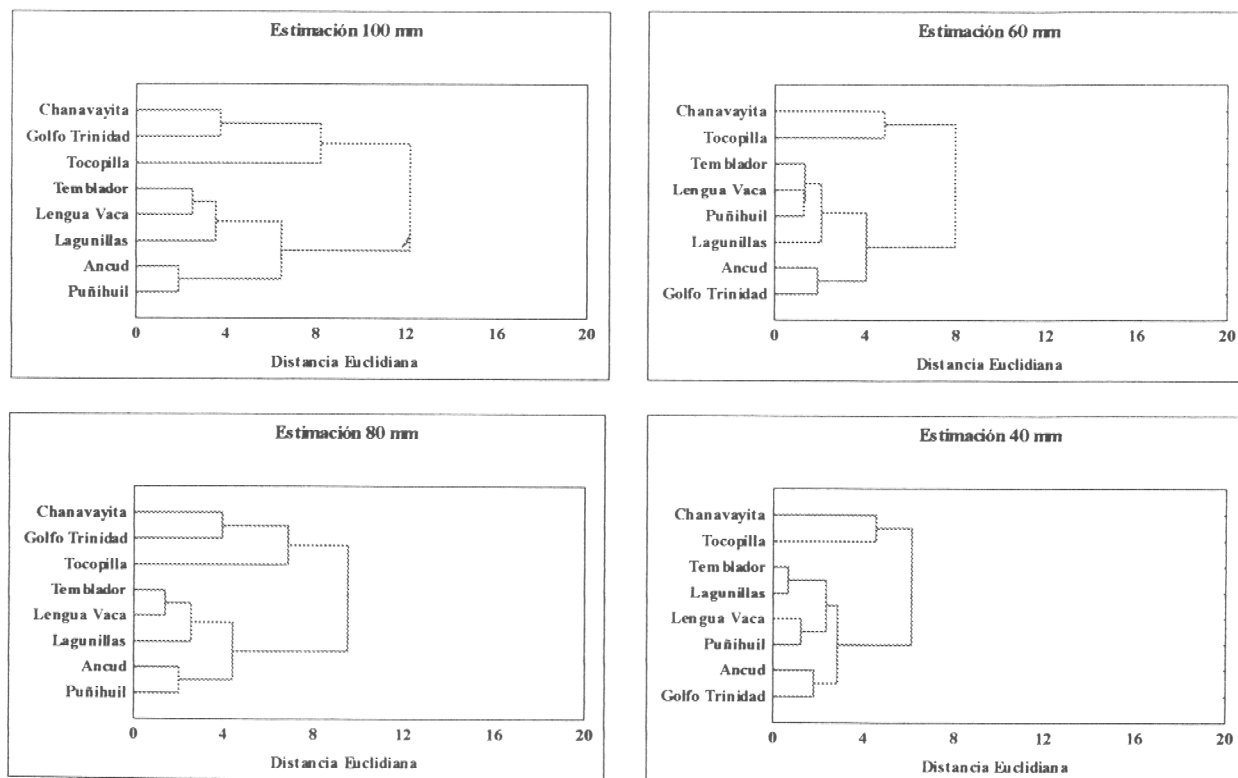 Estimación 100 mm
Chanavayita
Golfo Trinidad
Tocopilla
Temblador
Lengua Vaca
Lagunillas
Ancud
Puñihuil
0 4 8 12 16 20
Distancia Euclidiana
Estimación 60 mm
Chanavayita
Tocopilla
Temblador
Lengua Vaca
Puñihuil
Lagunillas
Ancud
Golfo Trinidad
0 4 8 12 16 20
Distancia Euclidiana
Estimación 80 mm
Chanavayita
Golfo Trinidad
Tocopilla
Temblador
Lengua Vaca
Lagunillas
Ancud
Puñihuil
0 4 8 12 16 20
Distancia Euclidiana
Estimación 40 mm
Chanavayita
Tocopilla
Temblador
Lagunillas
Lengua Vaca
Puñihuil
Ancud
Golfo Trinidad
0 4 8 12 16 20
Distancia Euclidiana